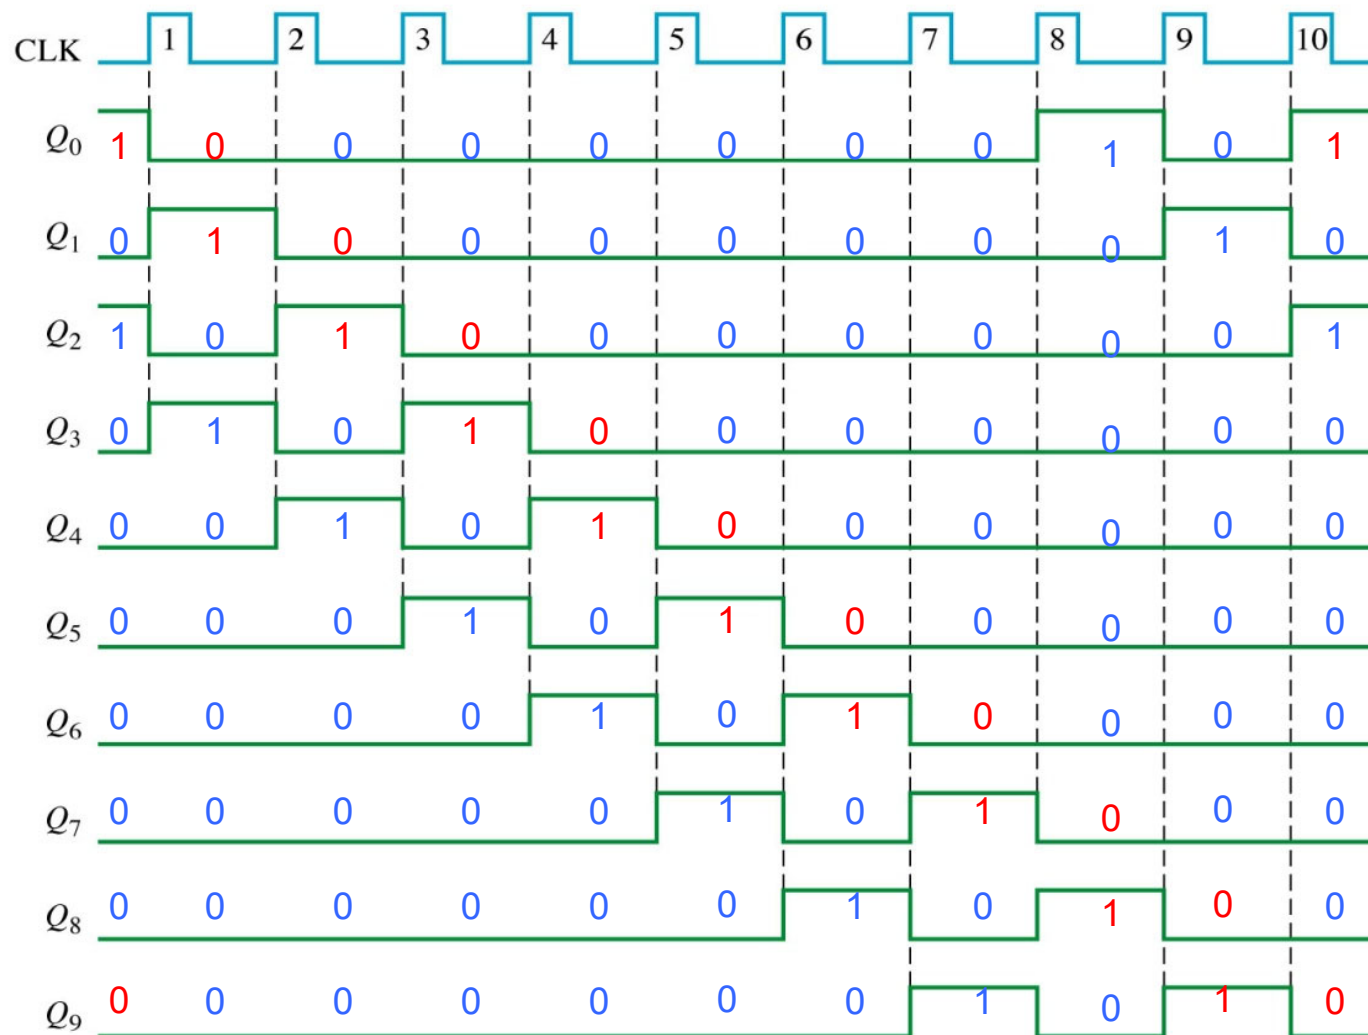 CLK 1 2 3 4 5 6 7 8 9 10
Q0 1 0 0 0 0 0 0 0 1 0 1
Q1 0 1 0 0 0 0 0 0 0 1 0
Q2 1 0 1 0 0 0 0 0 0 0 1
Q3 0 1 0 1 0 0 0 0 0 0 0
Q4 0 0 1 0 1 0 0 0 0 0 0
Q5 0 0 0 1 0 1 0 0 0 0 0
Q6 0 0 0 0 1 0 1 0 0 0 0
Q7 0 0 0 0 0 1 0 1 0 0 0
Q8 0 0 0 0 0 0 1 0 1 0 0
Q9 0 0 0 0 0 0 0 1 0 1 0